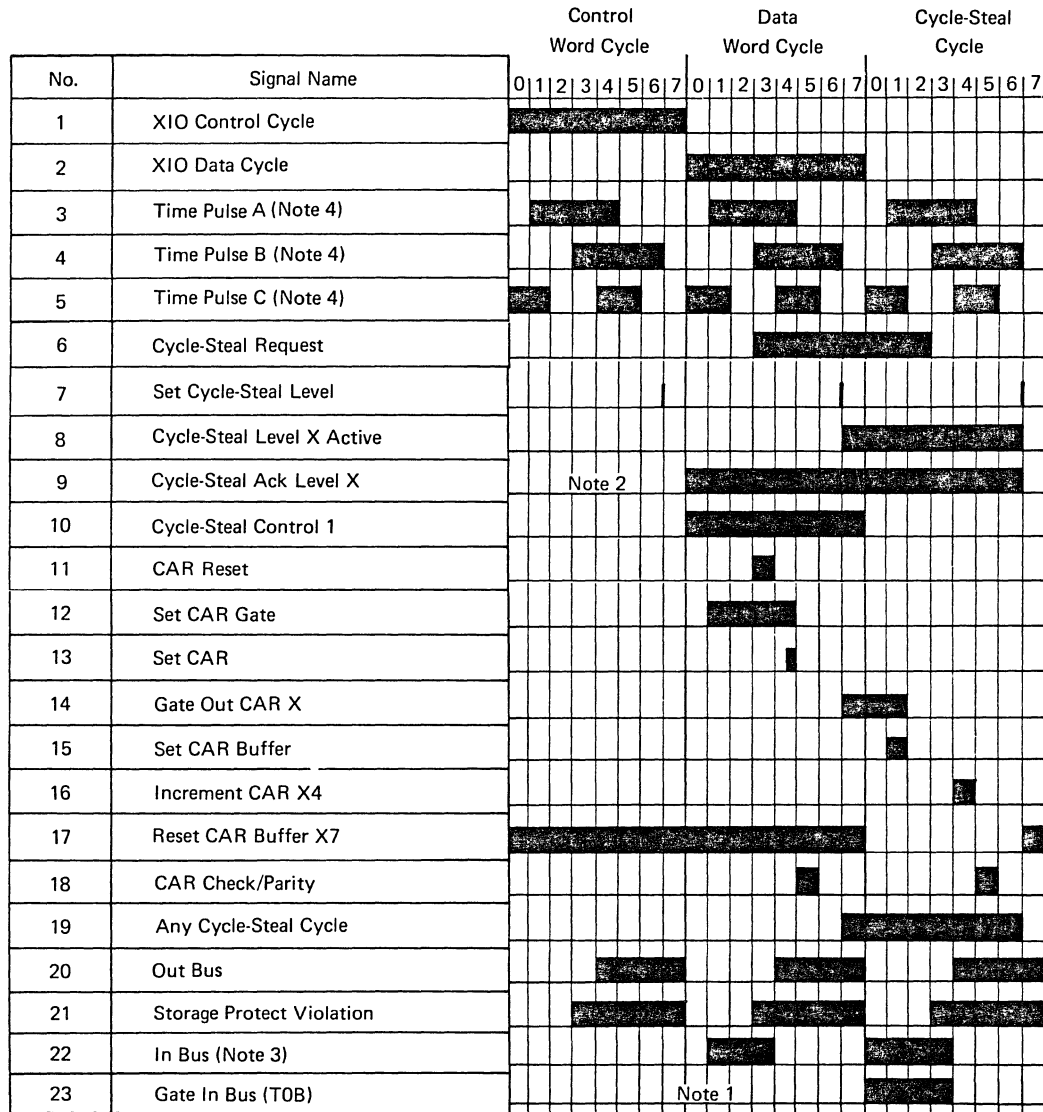 Control Data Cycle-Steal
Word Cycle Word Cycle Cycle
No. Signal Name 0 1 2 3 4 5 6 7 0 1 2 3 4 5 6 7 0 1 2 3 4 5 6 7
1 XIO Control Cycle
2 XIO Data Cycle
3 Time Pulse A (Note 4)
4 Time Pulse B (Note 4)
5 Time Pulse C (Note 4)
6 Cycle-Steal Request
7 Set Cycle-Steal Level
8 Cycle-Steal Level X Active
9 Cycle-Steal Ack Level X Note 2
10 Cycle-Steal Control 1
11 CAR Reset
12 Set CAR Gate
13 Set CAR
14 Gate Out CAR X
15 Set CAR Buffer
16 Increment CAR X4
17 Reset CAR Buffer X7
18 CAR Check/Parity
19 Any Cycle-Steal Cycle
20 Out Bus
21 Storage Protect Violation
22 In Bus (Note 3)
23 Gate In Bus (T0B) Note 1